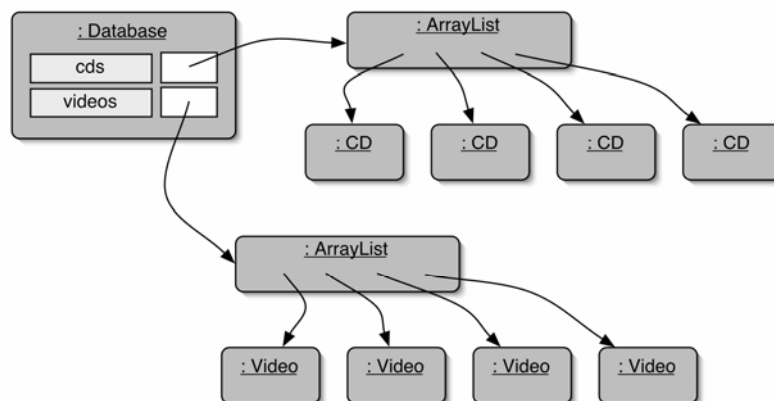 : Database
cds
videos
: ArrayList
: CD
: CD
: CD
: CD
: ArrayList
: Video
: Video
: Video
: Video